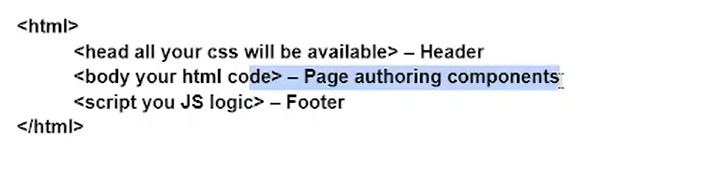 <html>
<head all your css will be available> – Header
<body your html code> – Page authoring components
<script you JS logic> – Footer
</html>